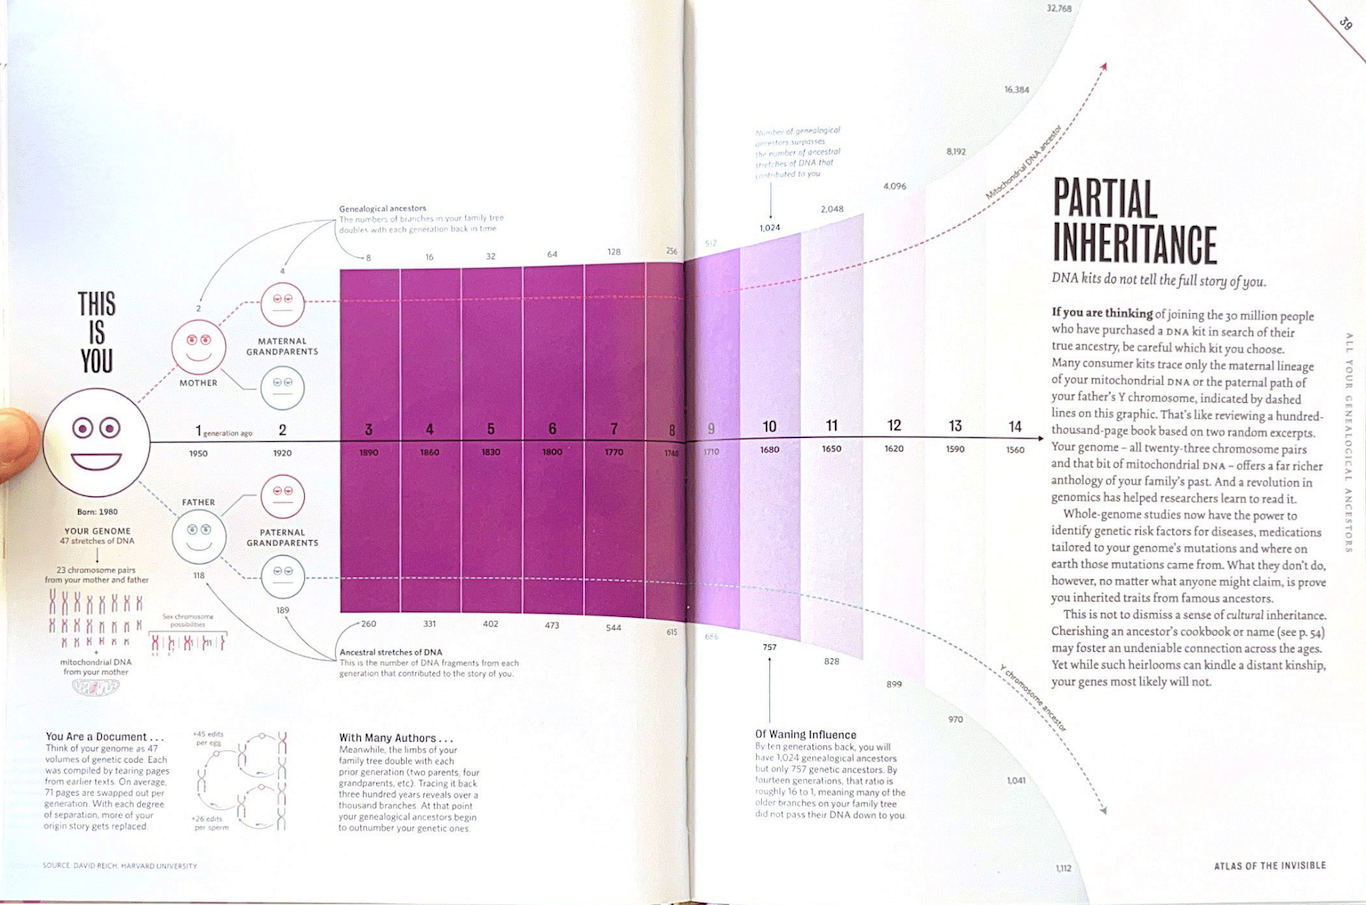 39
THIS
IS
YOU
Born: 1980
YOUR GENOME
47 stretches of DNA
23 chromosome pairs
from your mother and father
Sex chromosome
possibilities
+
mitochondrial DNA
from your mother
2
MOTHER
4
MATERNAL
GRANDPARENTS
FATHER
118
PATERNAL
GRANDPARENTS
189
Genealogical ancestors
The numbers of branches in your family tree
doubles with each generation back in time
8 16 32 64 128 256 512 1,024 2,048 4,096 8,192 16,384 32,768
1 generation ago 2 3 4 5 6 7 8 9 10 11 12 13 14
1950 1920 1890 1860 1830 1800 1770 1740 1710 1680 1650 1620 1590 1560
260 331 402 473 544 615 686 757 828 899 970 1,041 1,112
Ancestral stretches of DNA
This is the number of DNA fragments from each
generation that contributed to the story of you.
Number of genealogical
ancestors surpasses
the number of ancestral
stretches of DNA that
contributed to you
Mitochondrial DNA ancestor
Y chromosome ancestor
You Are a Document . . .
Think of your genome as 47
volumes of genetic code. Each
was compiled by tearing pages
from earlier texts. On average,
71 pages are swapped out per
generation. With each degree
of separation, more of your
origin story gets replaced.
+45 edits
per egg
+26 edits
per sperm
With Many Authors . . .
Meanwhile, the limbs of your
family tree double with each
prior generation (two parents, four
grandparents, etc). Tracing it back
three hundred years reveals over a
thousand branches. At that point
your genealogical ancestors begin
to outnumber your genetic ones.
Of Waning Influence
By ten generations back, you will
have 1,024 genealogical ancestors
but only 757 genetic ancestors. By
fourteen generations, that ratio is
roughly 16 to 1, meaning many of the
older branches on your family tree
did not pass their DNA down to you.
SOURCE: DAVID REICH, HARVARD UNIVERSITY
PARTIAL
INHERITANCE
DNA kits do not tell the full story of you.
If you are thinking of joining the 30 million people
who have purchased a DNA kit in search of their
true ancestry, be careful which kit you choose.
Many consumer kits trace only the maternal lineage
of your mitochondrial DNA or the paternal path of
your father's Y chromosome, indicated by dashed
lines on this graphic. That's like reviewing a hundred-
thousand-page book based on two random excerpts.
Your genome – all twenty-three chromosome pairs
and that bit of mitochondrial DNA – offers a far richer
anthology of your family's past. And a revolution in
genomics has helped researchers learn to read it.
Whole-genome studies now have the power to
identify genetic risk factors for diseases, medications
tailored to your genome's mutations and where on
earth those mutations came from. What they don't do,
however, no matter what anyone might claim, is prove
you inherited traits from famous ancestors.
This is not to dismiss a sense of cultural inheritance.
Cherishing an ancestor's cookbook or name (see p. 54)
may foster an undeniable connection across the ages.
Yet while such heirlooms can kindle a distant kinship,
your genes most likely will not.
ALL YOUR GENEALOGICAL ANCESTORS
ATLAS OF THE INVISIBLE